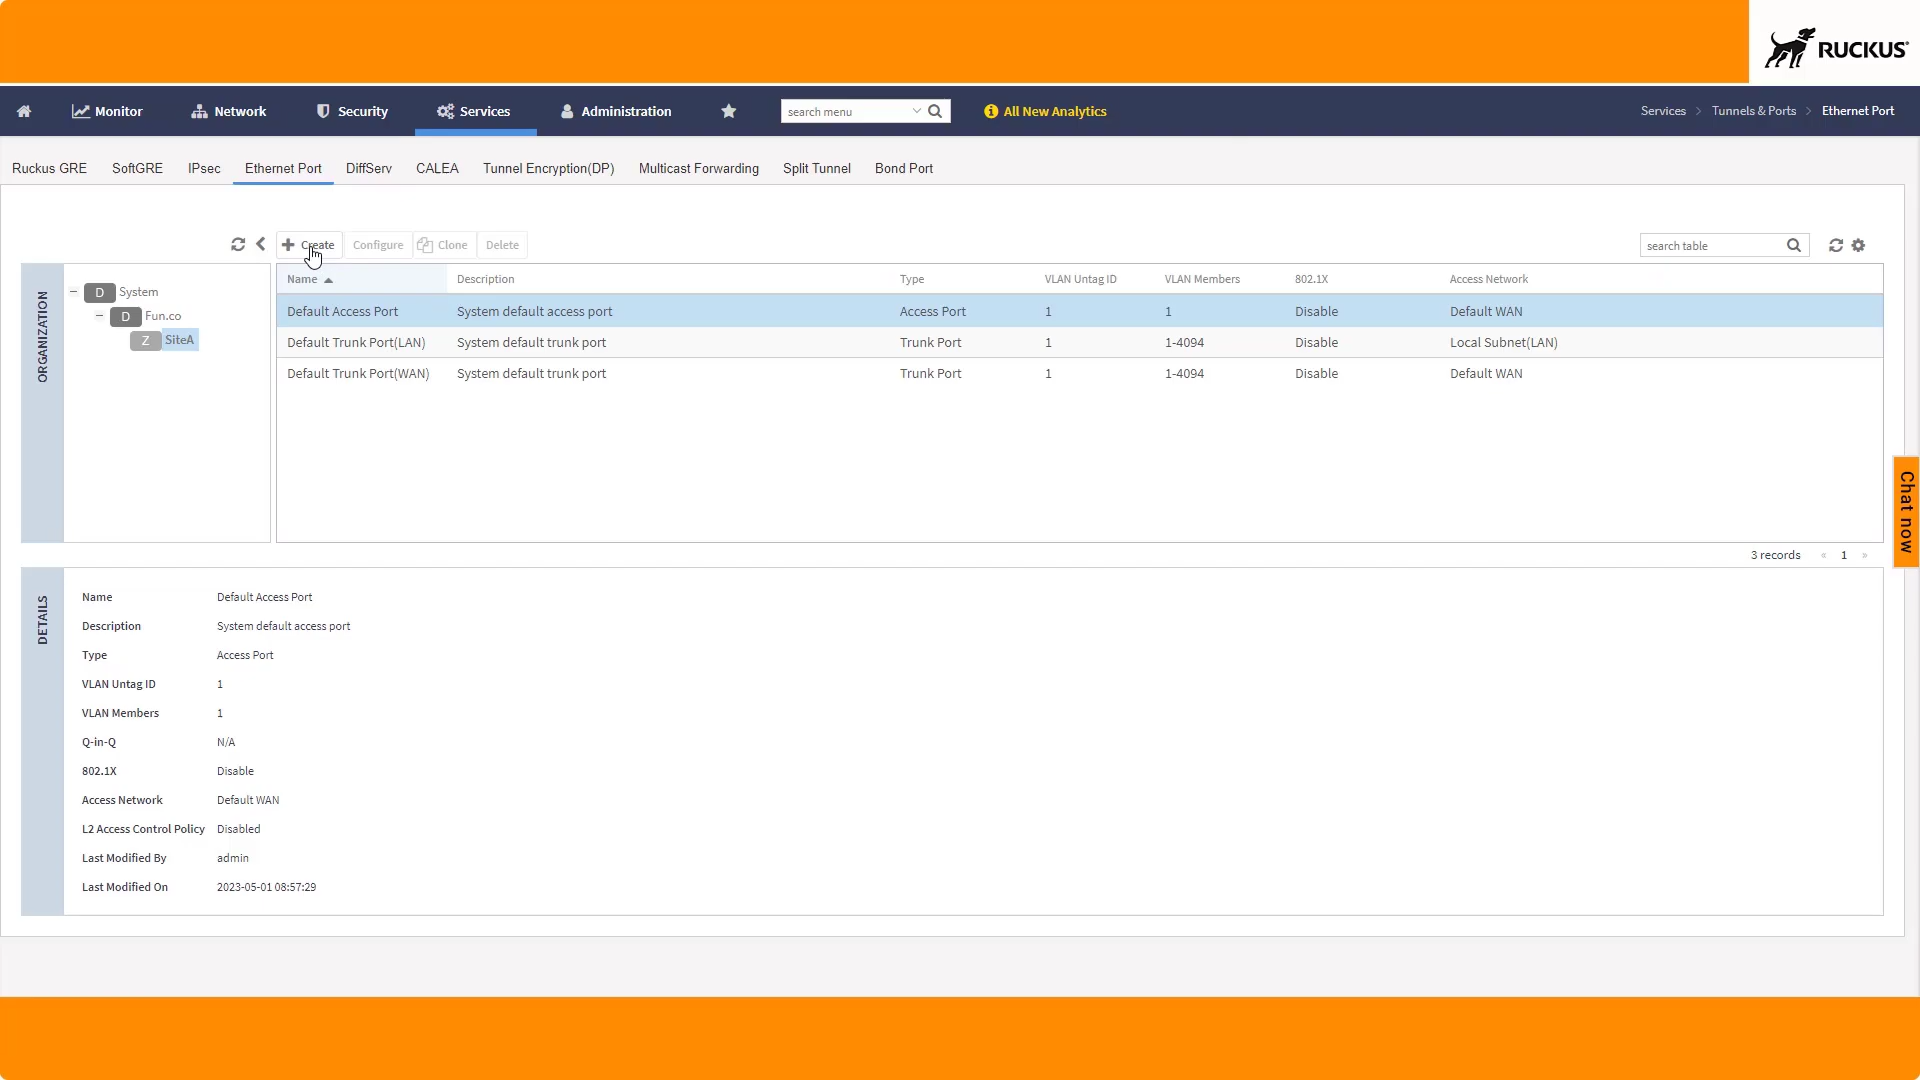 RUCKUS
Monitor Network Security Services Administration search menu All New Analytics Services > Tunnels & Ports > Ethernet Port
Ruckus GRE SoftGRE IPsec Ethernet Port DiffServ CALEA Tunnel Encryption(DP) Multicast Forwarding Split Tunnel Bond Port
Create Configure Clone Delete search table
ORGANIZATION
D System
D Fun.co
Z SiteA
Name Description Type VLAN Untag ID VLAN Members 802.1X Access Network
Default Access Port System default access port Access Port 1 1 Disable Default WAN
Default Trunk Port(LAN) System default trunk port Trunk Port 1 1-4094 Disable Local Subnet(LAN)
Default Trunk Port(WAN) System default trunk port Trunk Port 1 1-4094 Disable Default WAN
Chat now
3 records « 1 »
DETAILS
Name Default Access Port
Description System default access port
Type Access Port
VLAN Untag ID 1
VLAN Members 1
Q-in-Q N/A
802.1X Disable
Access Network Default WAN
L2 Access Control Policy Disabled
Last Modified By admin
Last Modified On 2023-05-01 08:57:29